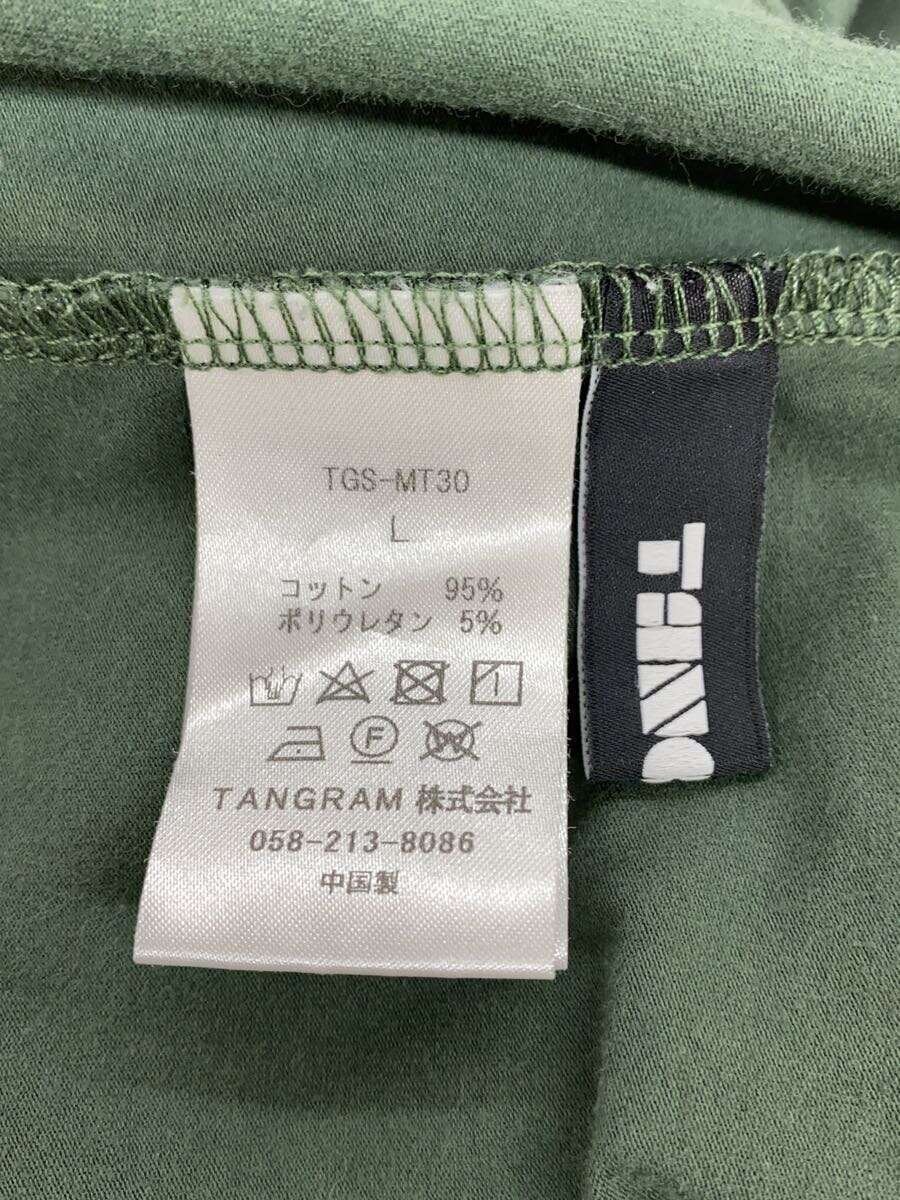 TGS-MT30
L
コットン 95%
ポリウレタン 5%
F
W
TANGRAM 株式会社
058-213-8086
中国製
TANG